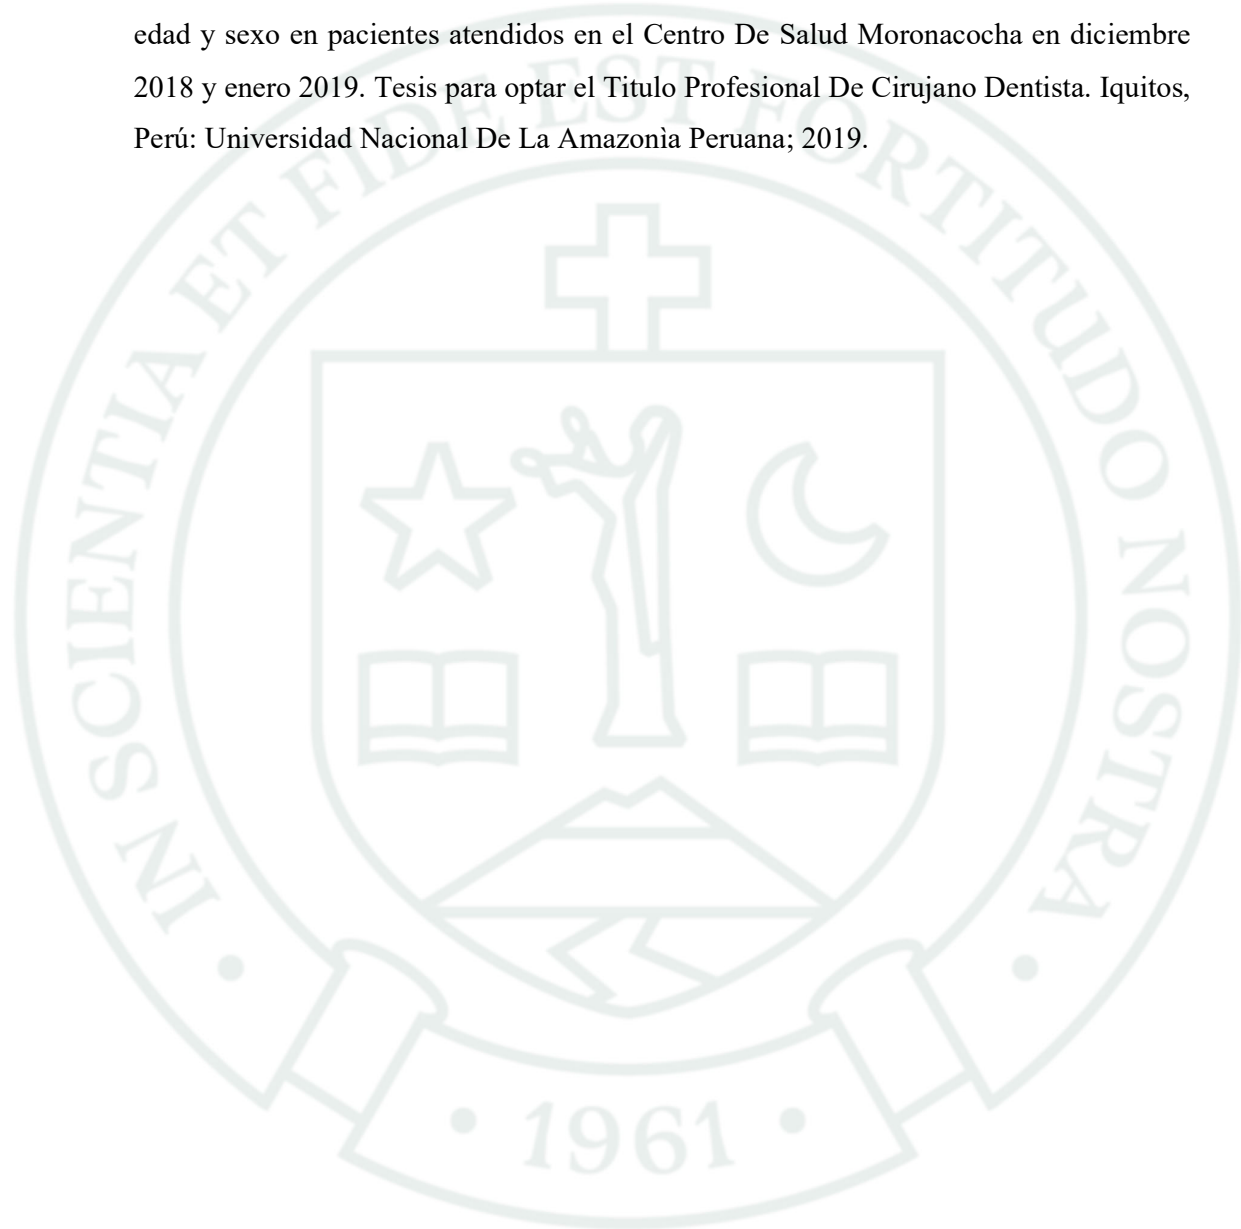 edad y sexo en pacientes atendidos en el Centro De Salud Moronacocha en diciembre
2018 y enero 2019. Tesis para optar el Titulo Profesional De Cirujano Dentista. Iquitos,
Perú: Universidad Nacional De La Amazonìa Peruana; 2019.
IN SCIENTIA ET FIDE EST FORTITUDO NOSTRA
• 1961 •